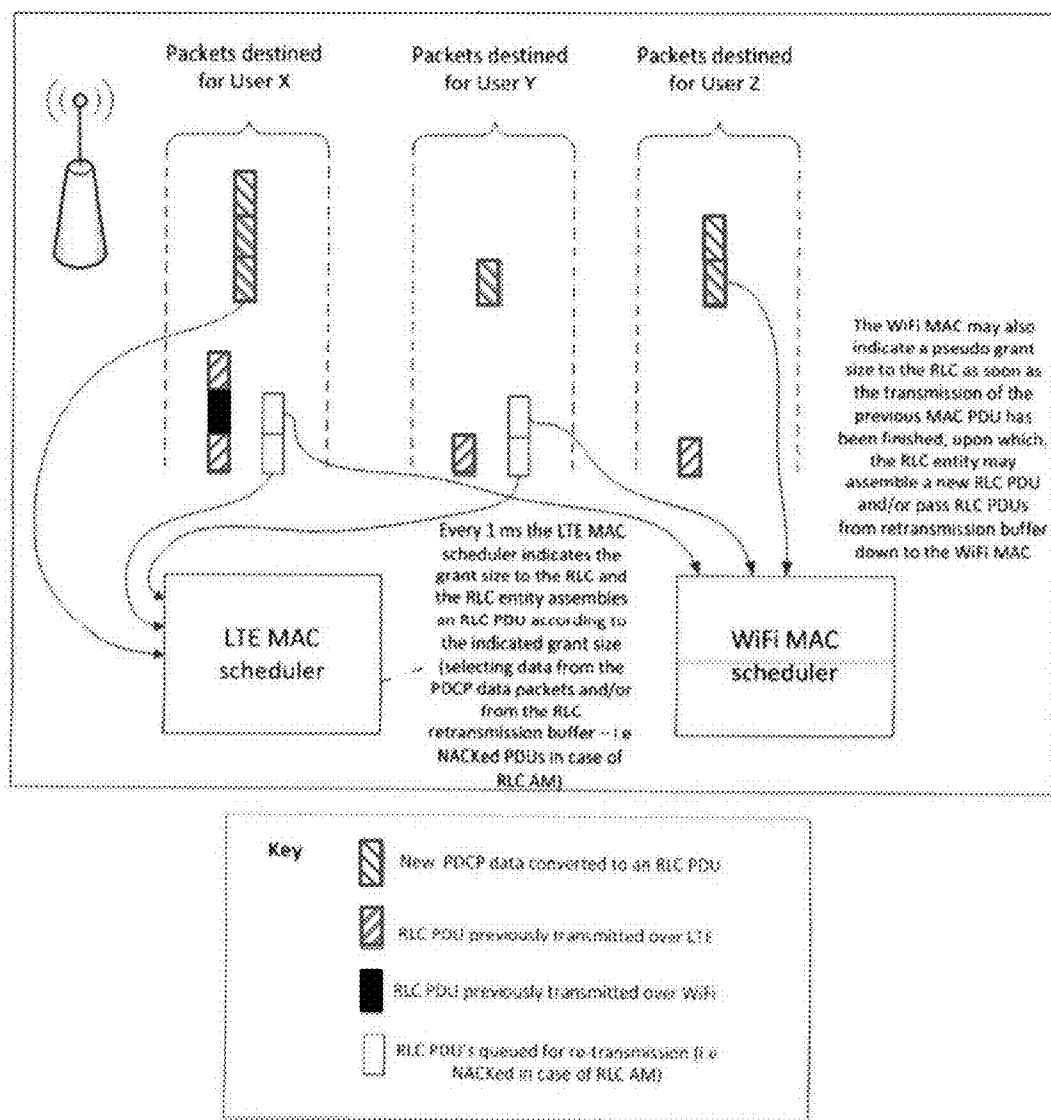 Packets destined
for User X
Packets destined
for User Y
Packets destined
for User Z
The WiFi MAC may also
indicate a pseudo grant
size to the RLC as soon as
the transmission of the
previous MAC PDU has
been finished, upon which
the RLC entity may
assemble a new RLC PDU
and/or pass RLC PDUs
from retransmission buffer
down to the WiFi MAC
Every 1 ms the LTE MAC
scheduler indicates the
grant size to the RLC and
the RLC entity assembles
an RLC PDU according to
the indicated grant size
(selecting data from the
PDCP data packets and/or
from the RLC
retransmission buffer – i e
NACKed PDUs in case of
RLC AM)
LTE MAC
scheduler
WiFi MAC
scheduler
Key
New PDCP data converted to an RLC PDU
RLC PDU previously transmitted over LTE
RLC PDU previously transmitted over WiFi
RLC PDU's queued for re-transmission (i e
NACKed in case of RLC AM)